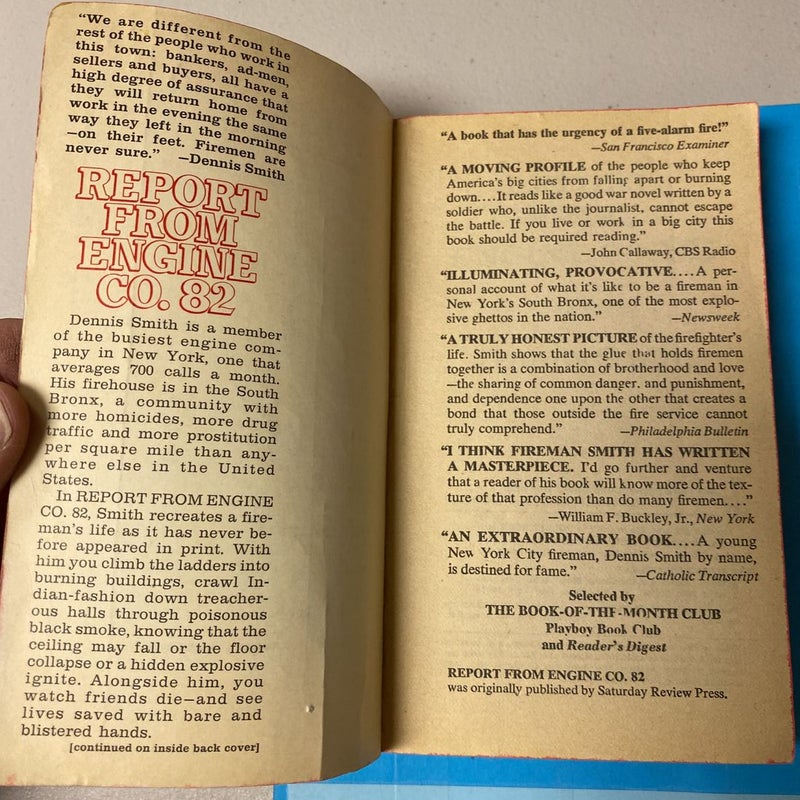 “We are different from the
rest of the people who work in
this town: bankers, ad-men,
sellers and buyers, all have a
high degree of assurance that
they will return home from
work in the evening the same
way they left in the morning
—on their feet. Firemen are
never sure.” —Dennis Smith
REPORT
FROM
ENGINE
CO. 82
Dennis Smith is a member
of the busiest engine com-
pany in New York, one that
averages 700 calls a month.
His firehouse is in the South
Bronx, a community with
more homicides, more drug
traffic and more prostitution
per square mile than any-
where else in the United
States.
In REPORT FROM ENGINE
CO. 82, Smith recreates a fire-
man's life as it has never be-
fore appeared in print. With
him you climb the ladders into
burning buildings, crawl In-
dian-fashion down treacher-
ous halls through poisonous
black smoke, knowing that the
ceiling may fall or the floor
collapse or a hidden explosive
ignite. Alongside him, you
watch friends die—and see
lives saved with bare and
blistered hands.
[continued on inside back cover]
“A book that has the urgency of a five-alarm fire!”
—San Francisco Examiner
“A MOVING PROFILE of the people who keep
America's big cities from falling apart or burning
down....It reads like a good war novel written by a
soldier who, unlike the journalist, cannot escape
the battle. If you live or work in a big city this
book should be required reading.”
—John Callaway, CBS Radio
“ILLUMINATING, PROVOCATIVE....A per-
sonal account of what it's like to be a fireman in
New York's South Bronx, one of the most explo-
sive ghettos in the nation.” —Newsweek
“A TRULY HONEST PICTURE of the firefighter's
life. Smith shows that the glue that holds firemen
together is a combination of brotherhood and love
—the sharing of common danger, and punishment,
and dependence one upon the other that creates a
bond that those outside the fire service cannot
truly comprehend.” —Philadelphia Bulletin
“I THINK FIREMAN SMITH HAS WRITTEN
A MASTERPIECE. I'd go further and venture
that a reader of his book will know more of the tex-
ture of that profession than do many firemen....”
—William F. Buckley, Jr., New York
“AN EXTRAORDINARY BOOK....A young
New York City fireman, Dennis Smith by name,
is destined for fame.” —Catholic Transcript
Selected by
THE BOOK-OF-THE-MONTH CLUB
Playboy Book Club
and Reader's Digest
REPORT FROM ENGINE CO. 82
was originally published by Saturday Review Press.